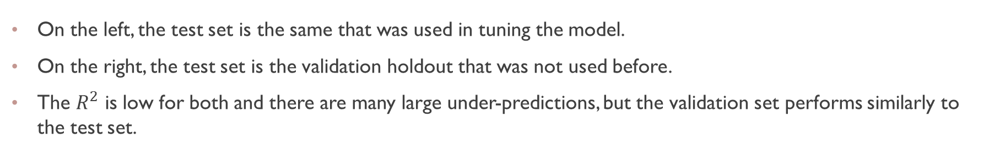 • On the left, the test set is the same that was used in tuning the model.
• On the right, the test set is the validation holdout that was not used before.
• The R² is low for both and there are many large under-predictions, but the validation set performs similarly to
the test set.